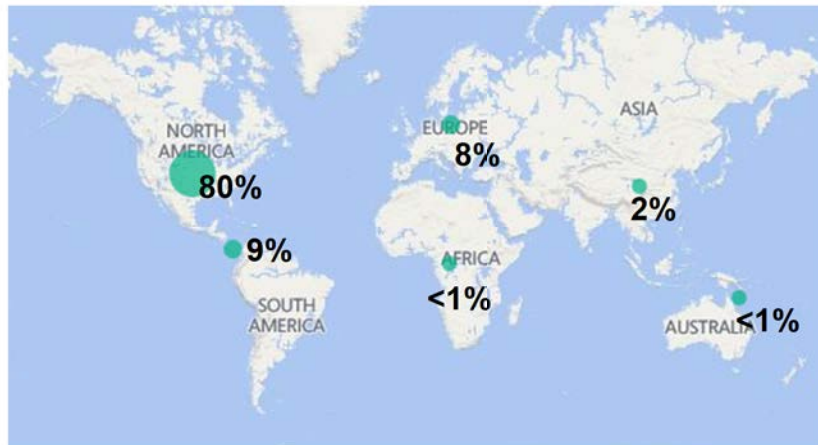 ASIA
NORTH
AMERICA
EUROPE
8%
80%
2%
9%
AFRICA
<1%
SOUTH
AMERICA
AUSTRALIA
<1%